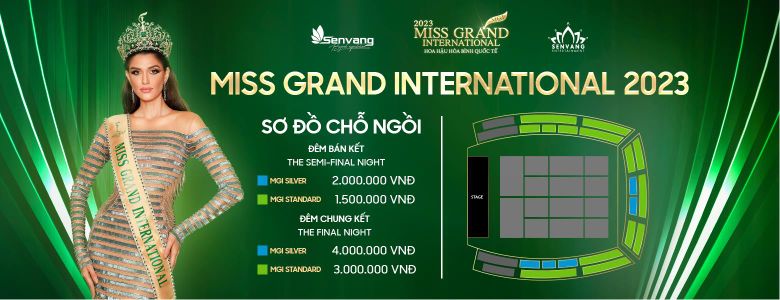 Senvang
2023
MISS GRAND
INTERNATIONAL
HOA HẬU HÒA BÌNH QUỐC TẾ
SENVANG
ENTERTAINMENT
MISS GRAND INTERNATIONAL 2023
MISS GRAND INTERNATIONAL
SƠ ĐỒ CHỖ NGỒI
ĐÊM BÁN KẾT
THE SEMI-FINAL NIGHT
MGI SILVER 2.000.000 VNĐ
MGI STANDARD 1.500.000 VNĐ
ĐÊM CHUNG KẾT
THE FINAL NIGHT
MGI SILVER 4.000.000 VNĐ
MGI STANDARD 3.000.000 VNĐ
STAGE